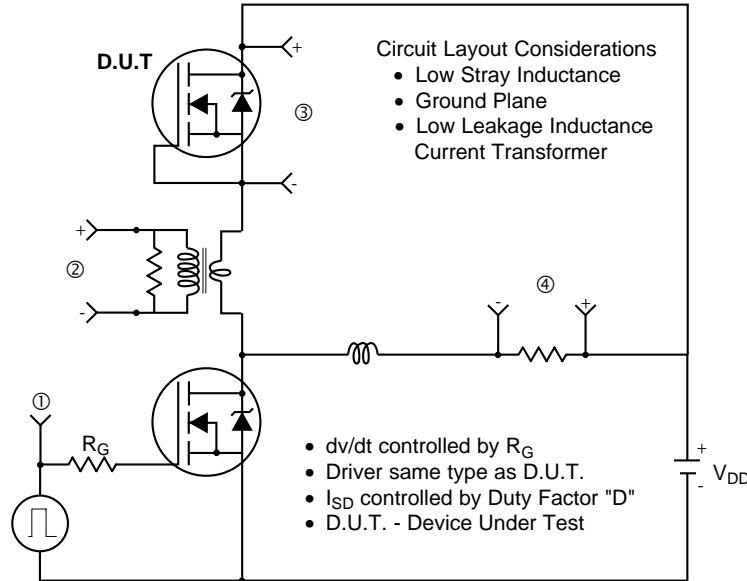 D.U.T
+
③
-
Circuit Layout Considerations
• Low Stray Inductance
• Ground Plane
• Low Leakage Inductance
Current Transformer
+
②
-
④
- +
①
R_G
• dv/dt controlled by R_G
• Driver same type as D.U.T.
• I_SD controlled by Duty Factor "D"
• D.U.T. - Device Under Test
+
V_DD
-